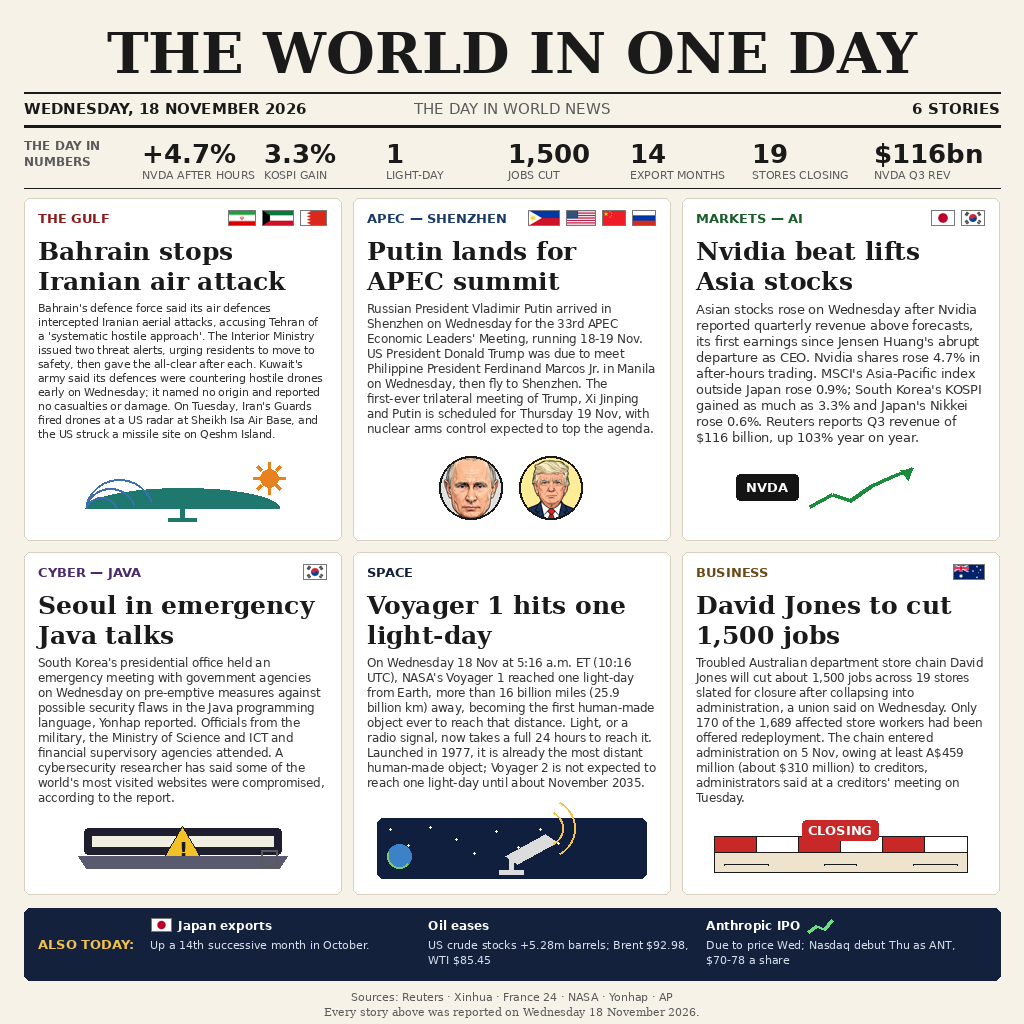 THE WORLD IN ONE DAY
WEDNESDAY, 18 NOVEMBER 2026
THE DAY IN WORLD NEWS
6 STORIES
THE DAY IN
NUMBERS
+4.7%
NVDA AFTER HOURS
3.3%
KOSPI GAIN
1
LIGHT-DAY
1,500
JOBS CUT
14
EXPORT MONTHS
19
STORES CLOSING
$116bn
NVDA Q3 REV
THE GULF
Bahrain stops
Iranian air attack
Bahrain's defence force said its air defences
intercepted Iranian aerial attacks, accusing Tehran of
a 'systematic hostile approach'. The Interior Ministry
issued two threat alerts, urging residents to move to
safety, then gave the all-clear after each. Kuwait's
army said its defences were countering hostile drones
early on Wednesday; it named no origin and reported
no casualties or damage. On Tuesday, Iran's Guards
fired drones at a US radar at Sheikh Isa Air Base, and
the US struck a missile site on Qeshm Island.
APEC — SHENZHEN
Putin lands for
APEC summit
Russian President Vladimir Putin arrived in
Shenzhen on Wednesday for the 33rd APEC
Economic Leaders' Meeting, running 18-19 Nov.
US President Donald Trump was due to meet
Philippine President Ferdinand Marcos Jr. in Manila
on Wednesday, then fly to Shenzhen. The
first-ever trilateral meeting of Trump, Xi Jinping
and Putin is scheduled for Thursday 19 Nov, with
nuclear arms control expected to top the agenda.
MARKETS — AI
Nvidia beat lifts
Asia stocks
Asian stocks rose on Wednesday after Nvidia
reported quarterly revenue above forecasts,
its first earnings since Jensen Huang's abrupt
departure as CEO. Nvidia shares rose 4.7% in
after-hours trading. MSCI's Asia-Pacific index
outside Japan rose 0.9%; South Korea's KOSPI
gained as much as 3.3% and Japan's Nikkei
rose 0.6%. Reuters reports Q3 revenue of
$116 billion, up 103% year on year.
NVDA
CYBER — JAVA
Seoul in emergency
Java talks
South Korea's presidential office held an
emergency meeting with government agencies
on Wednesday on pre-emptive measures against
possible security flaws in the Java programming
language, Yonhap reported. Officials from the
military, the Ministry of Science and ICT and
financial supervisory agencies attended. A
cybersecurity researcher has said some of the
world's most visited websites were compromised,
according to the report.
!
SPACE
Voyager 1 hits one
light-day
On Wednesday 18 Nov at 5:16 a.m. ET (10:16
UTC), NASA's Voyager 1 reached one light-day
from Earth, more than 16 billion miles (25.9
billion km) away, becoming the first human-made
object ever to reach that distance. Light, or a
radio signal, now takes a full 24 hours to reach it.
Launched in 1977, it is already the most distant
human-made object; Voyager 2 is not expected to
reach one light-day until about November 2035.
BUSINESS
David Jones to cut
1,500 jobs
Troubled Australian department store chain David
Jones will cut about 1,500 jobs across 19 stores
slated for closure after collapsing into
administration, a union said on Wednesday. Only
170 of the 1,689 affected store workers had been
offered redeployment. The chain entered
administration on 5 Nov, owing at least A$459
million (about $310 million) to creditors,
administrators said at a creditors' meeting on
Tuesday.
CLOSING
ALSO TODAY:
Japan exports
Up a 14th successive month in October.
Oil eases
US crude stocks +5.28m barrels; Brent $92.98,
WTI $85.45
Anthropic IPO
Due to price Wed; Nasdaq debut Thu as ANT,
$70-78 a share
Sources: Reuters · Xinhua · France 24 · NASA · Yonhap · AP
Every story above was reported on Wednesday 18 November 2026.